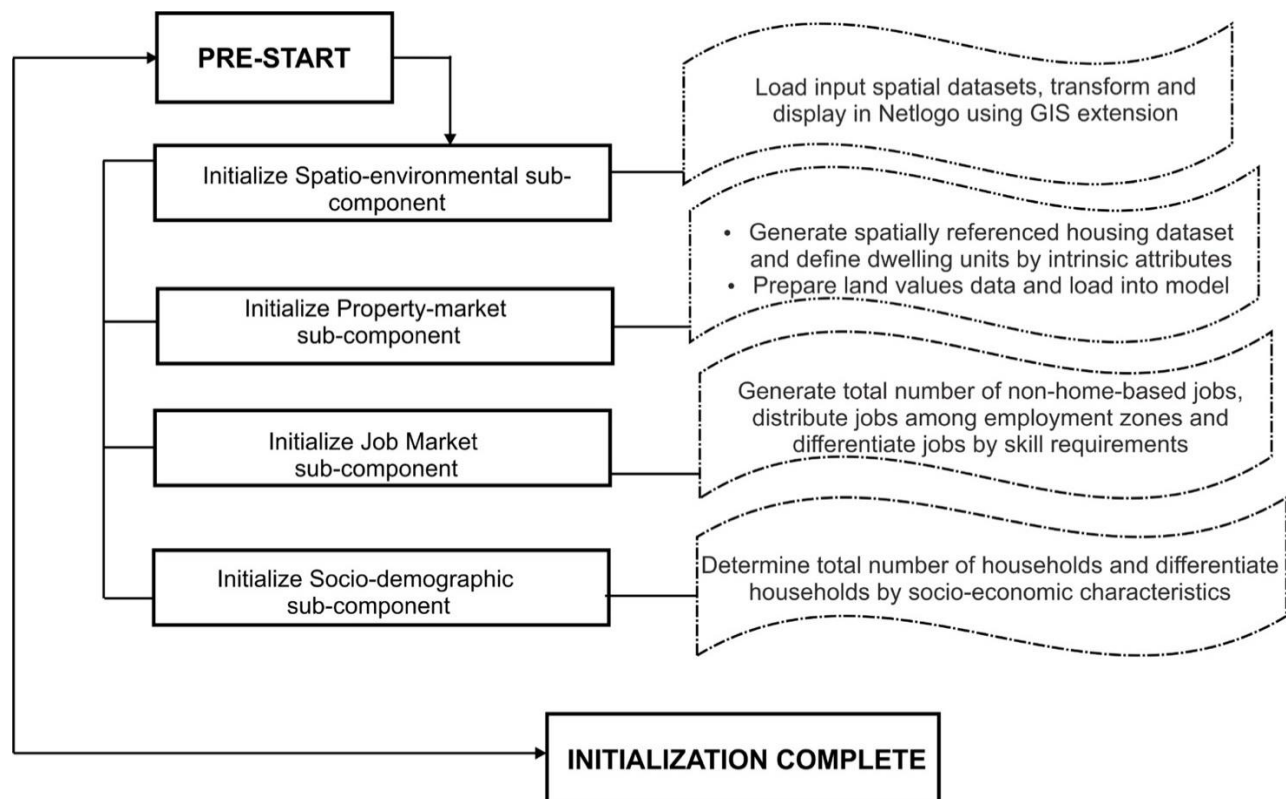 PRE-START
Load input spatial datasets, transform and
display in Netlogo using GIS extension
Initialize Spatio-environmental sub-
component
• Generate spatially referenced housing dataset
and define dwelling units by intrinsic attributes
• Prepare land values data and load into model
Initialize Property-market
sub-component
Generate total number of non-home-based jobs,
distribute jobs among employment zones and
differentiate jobs by skill requirements
Initialize Job Market
sub-component
Determine total number of households and differentiate
households by socio-economic characteristics
Initialize Socio-demographic
sub-component
INITIALIZATION COMPLETE